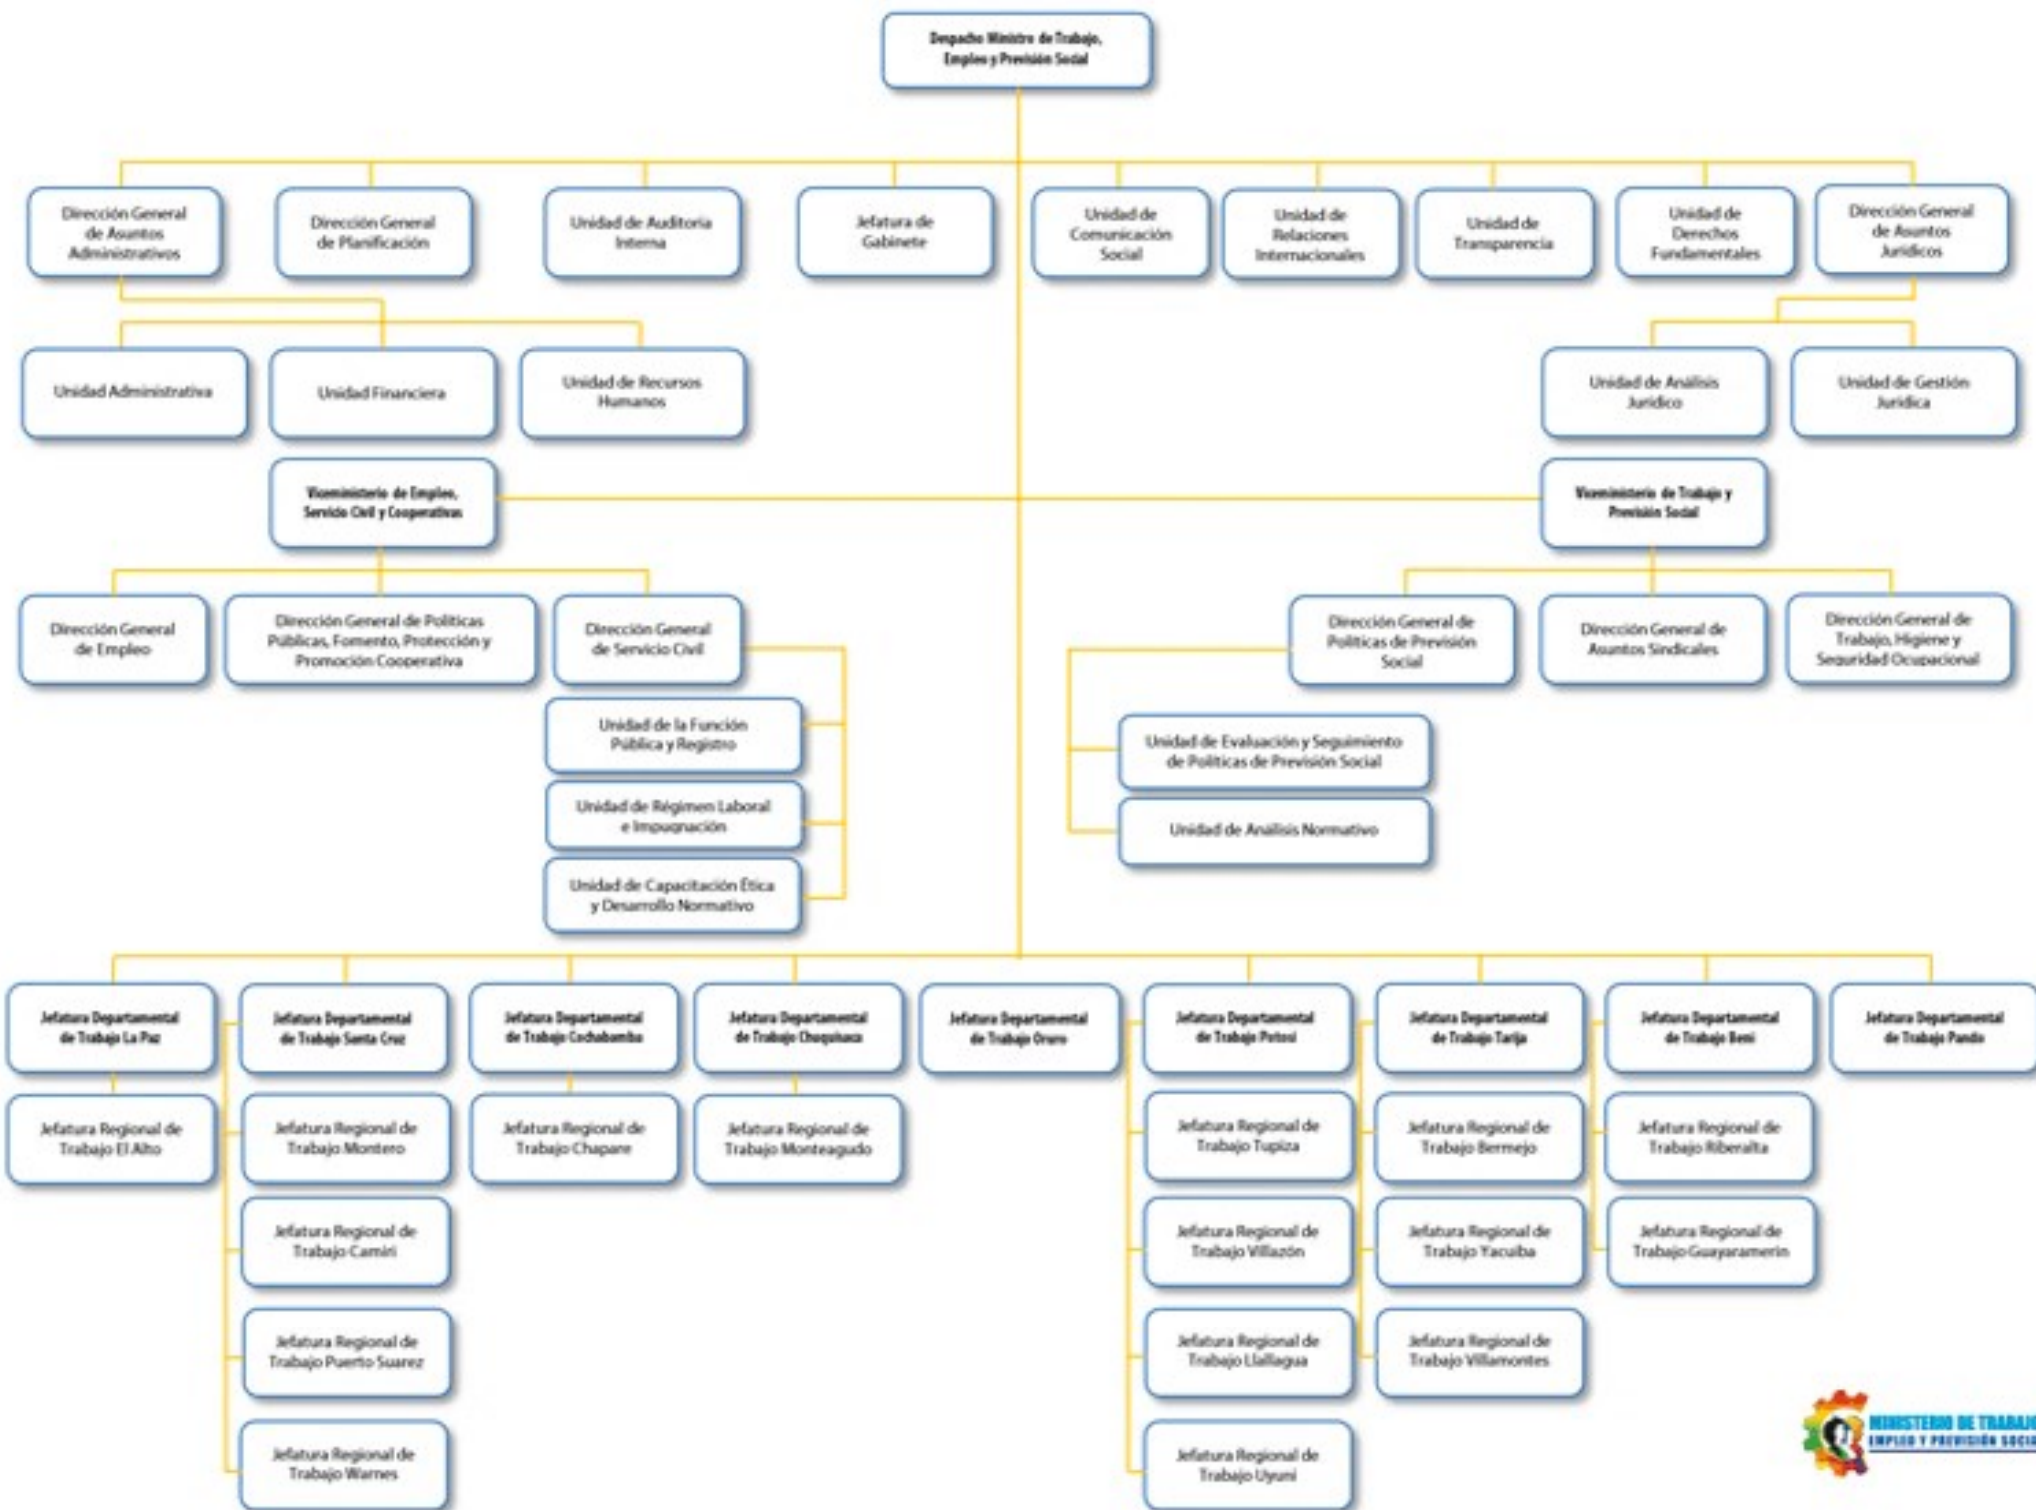 Despacho Ministro de Trabajo,
Empleo y Previsión Social
Dirección General
de Asuntos
Administrativos
Dirección General
de Planificación
Unidad de Auditoria
Interna
Jefatura de
Gabinete
Unidad de
Comunicación
Social
Unidad de
Relaciones
Internacionales
Unidad de
Transparencia
Unidad de
Derechos
Fundamentales
Dirección General
de Asuntos
Jurídicos
Unidad Administrativa
Unidad Financiera
Unidad de Recursos
Humanos
Unidad de Análisis
Jurídico
Unidad de Gestión
Jurídica
Viceministerio de Empleo,
Servicio Civil y Cooperativas
Viceministerio de Trabajo y
Previsión Social
Dirección General
de Empleo
Dirección General de Políticas
Públicas, Fomento, Protección y
Promoción Cooperativa
Dirección General
de Servicio Civil
Dirección General de
Políticas de Previsión
Social
Dirección General de
Asuntos Sindicales
Dirección General de
Trabajo, Higiene y
Seguridad Ocupacional
Unidad de la Función
Pública y Registro
Unidad de Régimen Laboral
e Impugnación
Unidad de Capacitación Ética
y Desarrollo Normativo
Unidad de Evaluación y Seguimiento
de Políticas de Previsión Social
Unidad de Análisis Normativo
Jefatura Departamental
de Trabajo La Paz
Jefatura Departamental
de Trabajo Santa Cruz
Jefatura Departamental
de Trabajo Cochabamba
Jefatura Departamental
de Trabajo Chuquisaca
Jefatura Departamental
de Trabajo Oruro
Jefatura Departamental
de Trabajo Potosí
Jefatura Departamental
de Trabajo Tarija
Jefatura Departamental
de Trabajo Beni
Jefatura Departamental
de Trabajo Pando
Jefatura Regional de
Trabajo El Alto
Jefatura Regional de
Trabajo Montero
Jefatura Regional de
Trabajo Chapare
Jefatura Regional de
Trabajo Monteagudo
Jefatura Regional de
Trabajo Tupiza
Jefatura Regional de
Trabajo Bermejo
Jefatura Regional de
Trabajo Riberalta
Jefatura Regional de
Trabajo Camiri
Jefatura Regional de
Trabajo Villazón
Jefatura Regional de
Trabajo Yacuiba
Jefatura Regional de
Trabajo Guayaramerin
Jefatura Regional de
Trabajo Puerto Suarez
Jefatura Regional de
Trabajo Llallagua
Jefatura Regional de
Trabajo Villamontes
Jefatura Regional de
Trabajo Warnes
Jefatura Regional de
Trabajo Uyuni
MINISTERIO DE TRABAJO
EMPLEO Y PREVISIÓN SOCIA